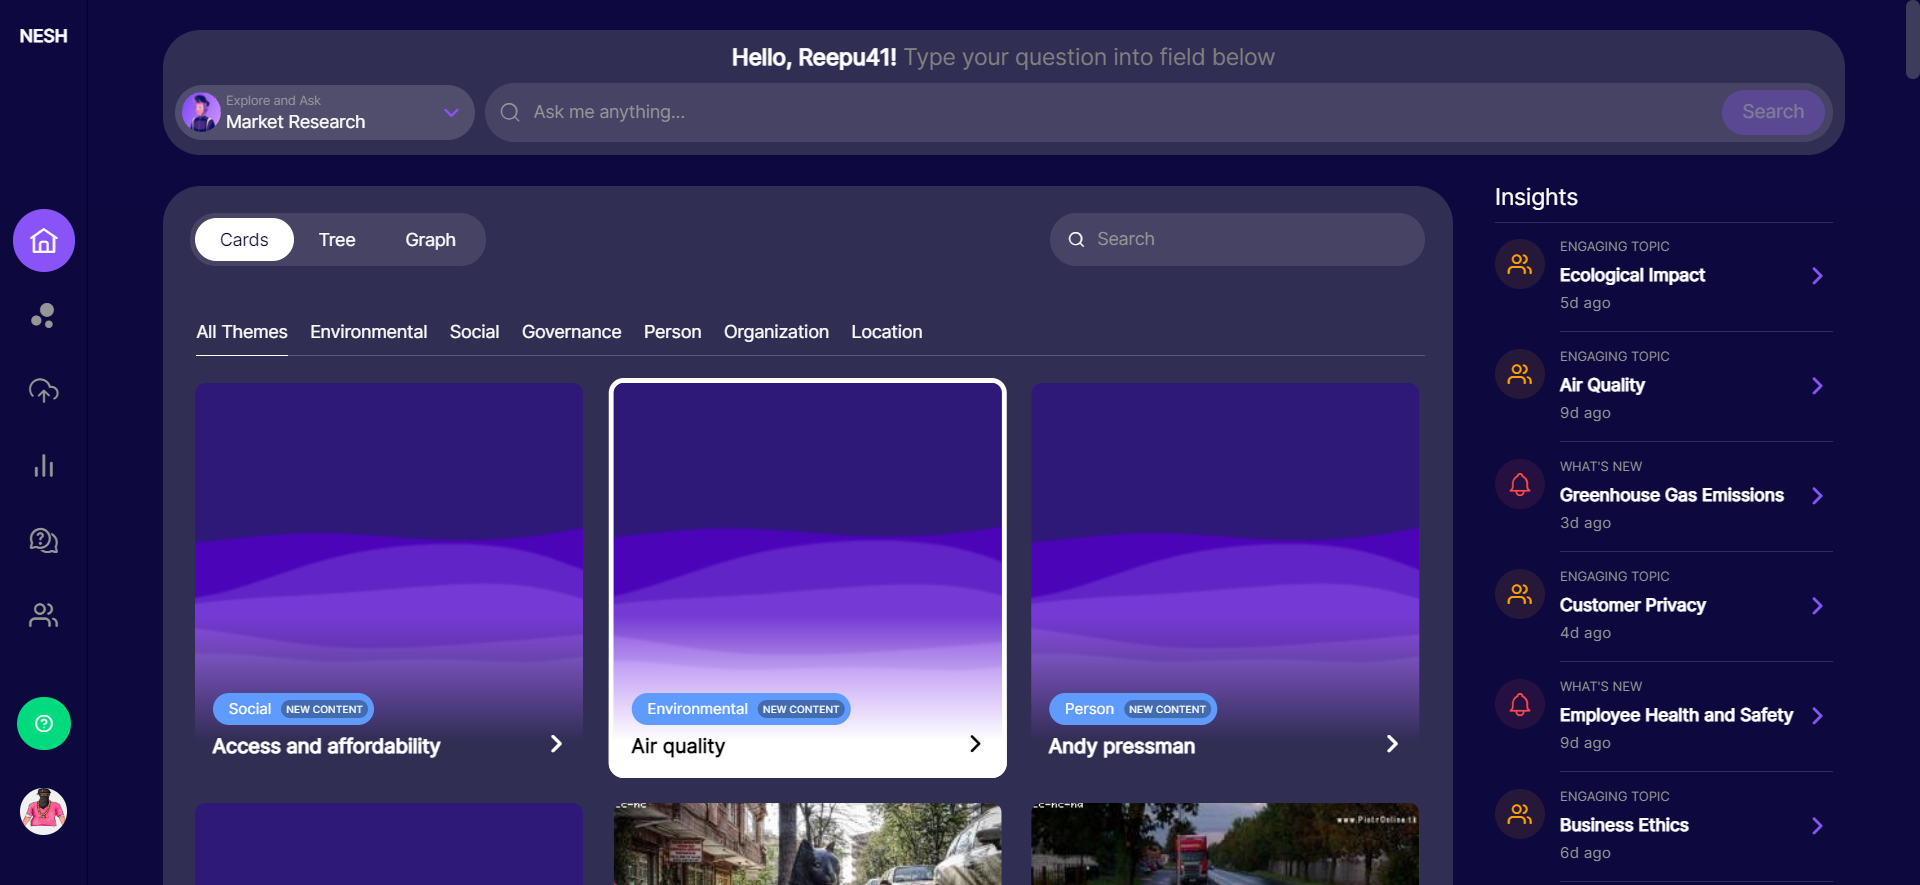 NESH
Hello, Reepu41! Type your question into field below
Explore and Ask
Market Research
Ask me anything...
Search
Cards
Tree
Graph
Search
All Themes
Environmental
Social
Governance
Person
Organization
Location
Social NEW CONTENT
Access and affordability
Environmental NEW CONTENT
Air quality
Person NEW CONTENT
Andy pressman
www.PiotrOnline.tk
Insights
ENGAGING TOPIC
Ecological Impact
5d ago
ENGAGING TOPIC
Air Quality
9d ago
WHAT'S NEW
Greenhouse Gas Emissions
3d ago
ENGAGING TOPIC
Customer Privacy
4d ago
WHAT'S NEW
Employee Health and Safety
9d ago
ENGAGING TOPIC
Business Ethics
6d ago